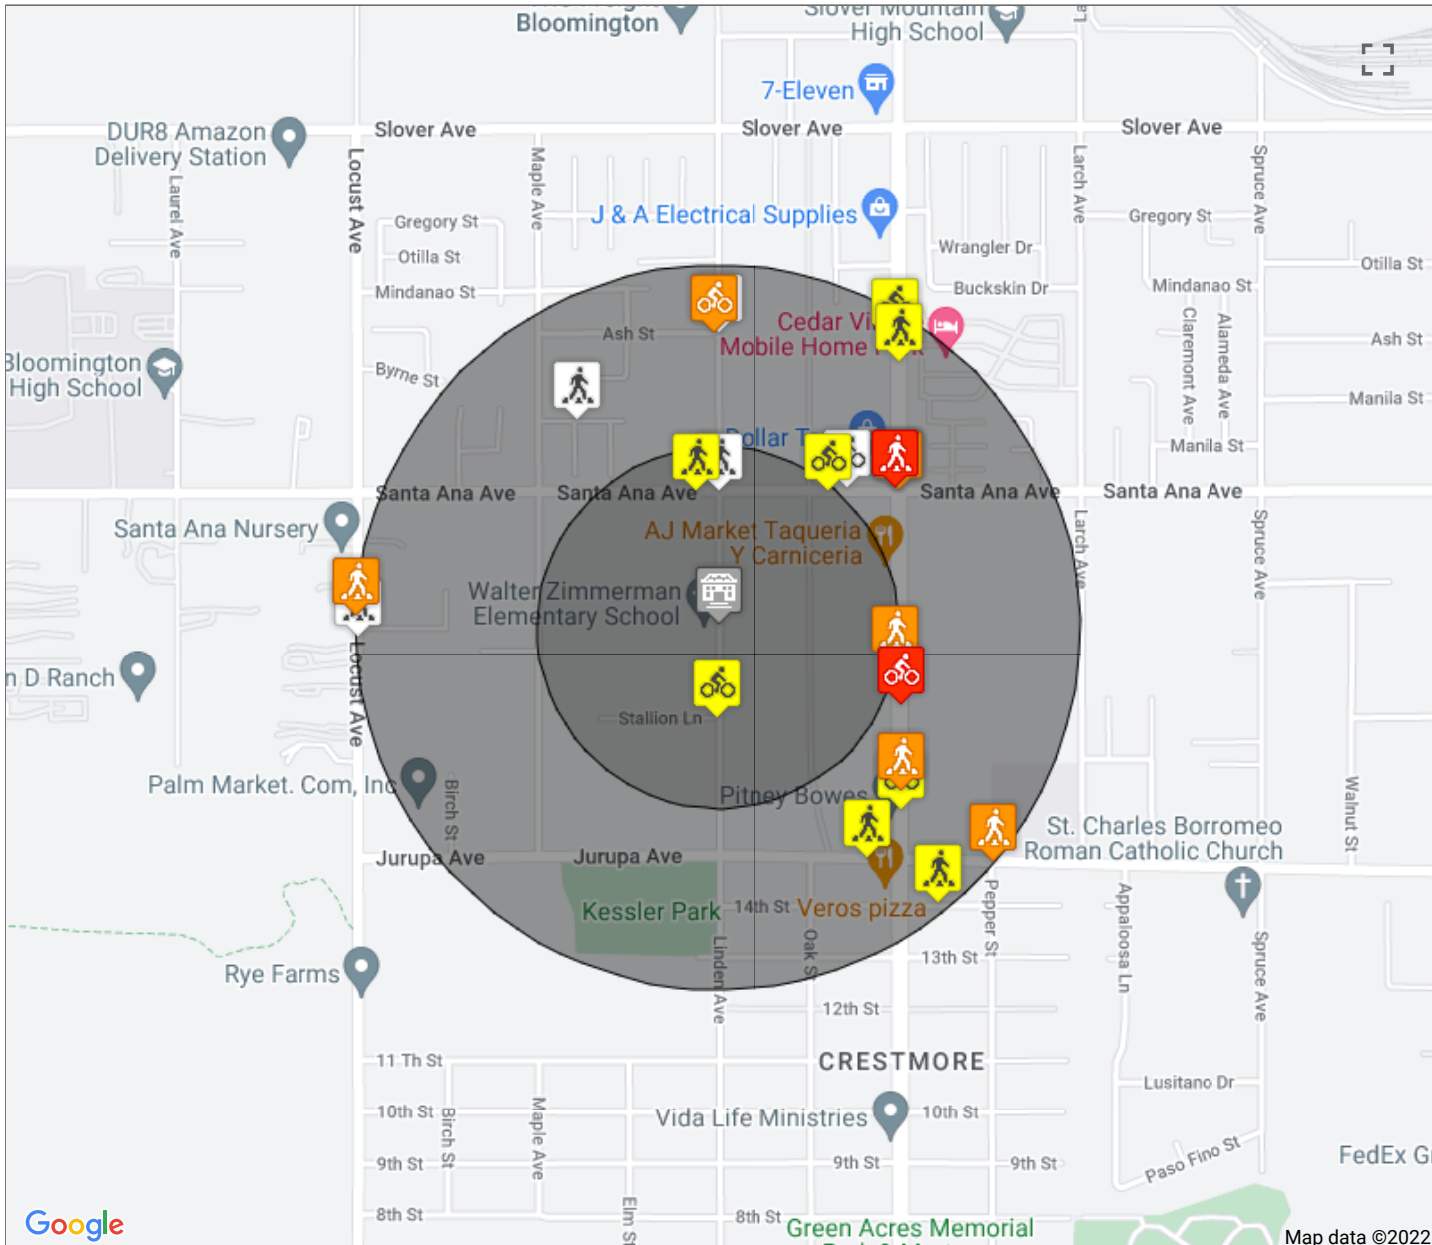 Bloomington
Slover Mountain
High School
7-Eleven
DUR8 Amazon
Delivery Station
Slover Ave
Slover Ave
Slover Ave
Locust Ave
Maple Ave
Laurel Ave
Larch Ave
Spruce Ave
J & A Electrical Supplies
Gregory St
Gregory St
Otilla St
Wrangler Dr
Otilla St
Mindanao St
Buckskin Dr
Mindanao St
Claremont Ave
Alameda Ave
Cedar Vi
Mobile Home
Ash St
Ash St
Bloomington
High School
Byrne St
Manila St
Manila St
Dollar T
Santa Ana Ave
Santa Ana Ave
Santa Ana Ave
Santa Ana Ave
Santa Ana Nursery
AJ Market Taqueria
Y Carniceria
Larch Ave
Spruce Ave
Walter Zimmerman
Elementary School
n D Ranch
Locust Ave
Stallion Ln
Palm Market. Com, Inc
Birch St
Pitney Bowes
Walnut St
St. Charles Borromeo
Roman Catholic Church
Jurupa Ave
Jurupa Ave
Kessler Park
14th St
Veros pizza
Pepper St
Appaloosa Ln
Linden Ave
Oak St
Spruce Ave
13th St
Rye Farms
12th St
11 Th St
CRESTMORE
Lusitano Dr
10th St
Birch St
Maple Ave
Vida Life Ministries
10th St
9th St
9th St
9th St
Paso Fino St
FedEx G
8th St
Elm St
8th St
Green Acres Memorial
Google
Map data ©2022